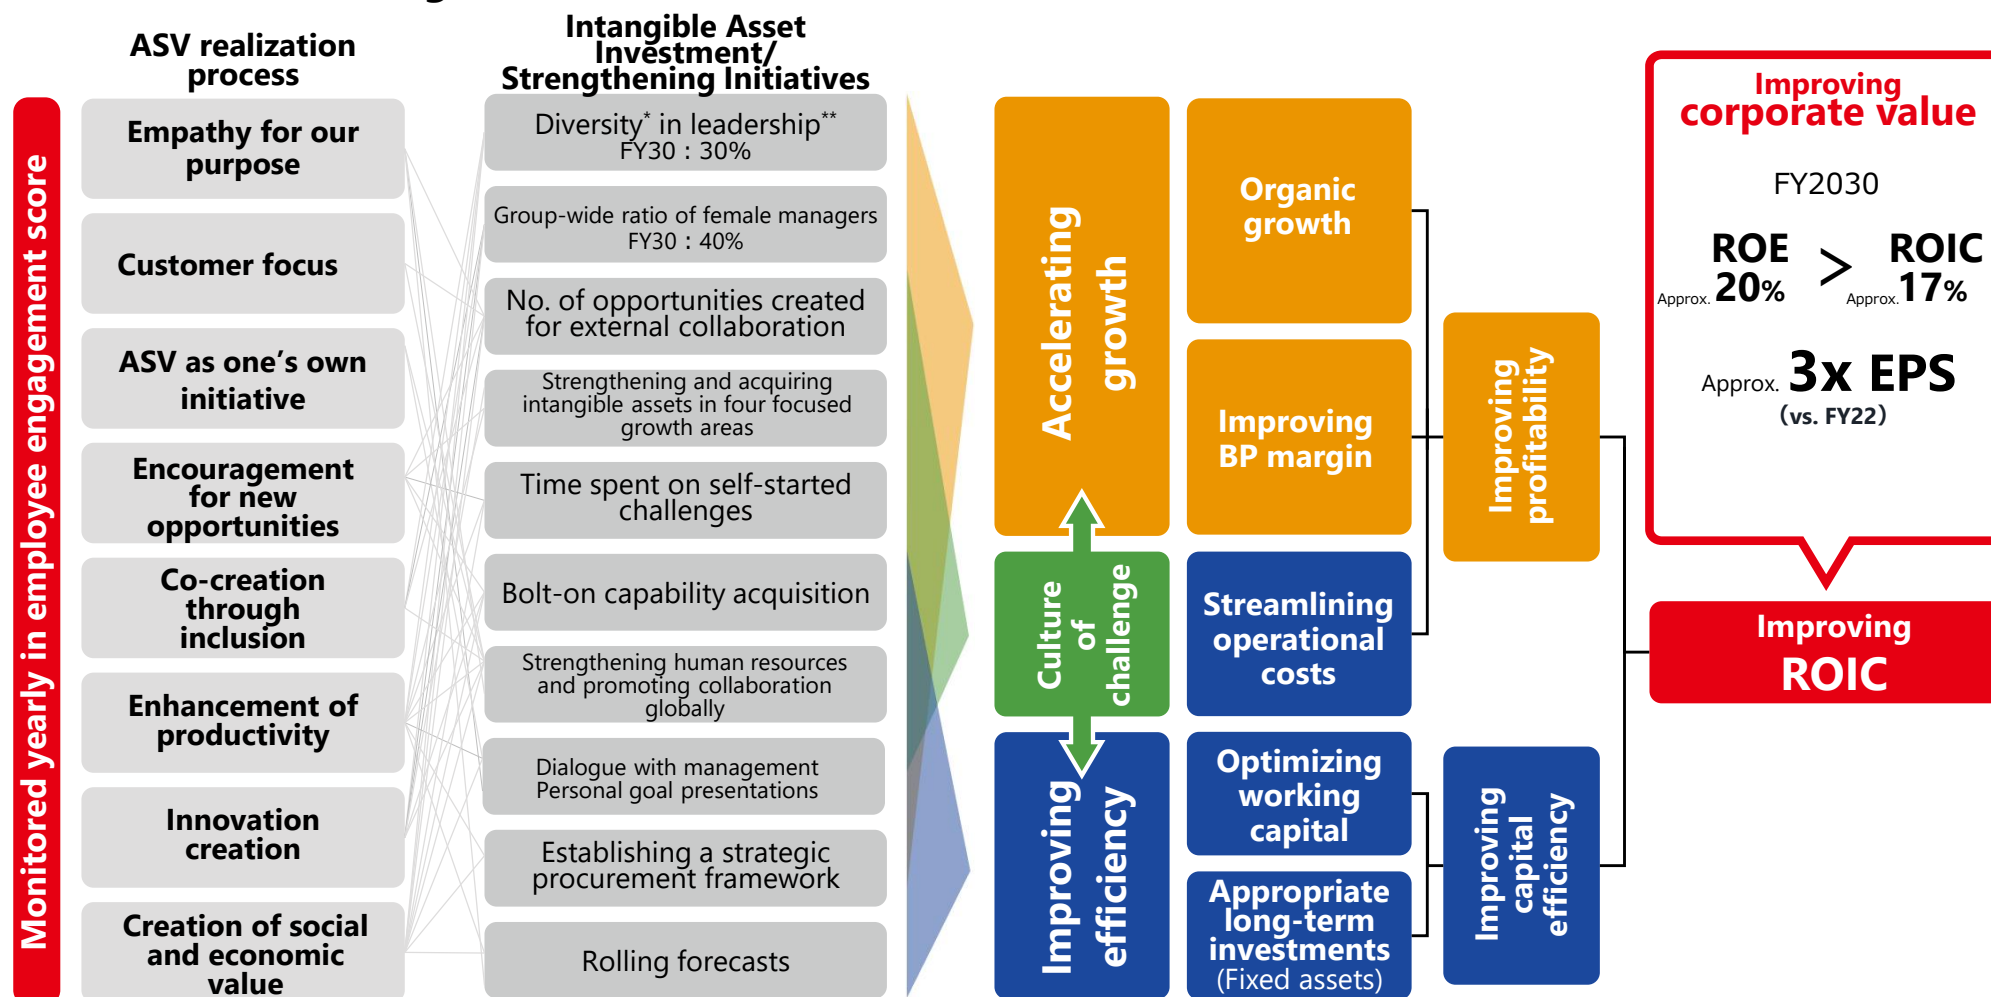 ASV realization
process
Intangible Asset
Investment/
Strengthening Initiatives
Monitored yearly in employee engagement score
Empathy for our
purpose
Customer focus
ASV as one’s own
initiative
Encouragement
for new
opportunities
Co-creation
through
inclusion
Enhancement of
productivity
Innovation
creation
Creation of social
and economic
value
Diversity* in leadership**
FY30：30%
Group-wide ratio of female managers
FY30：40%
No. of opportunities created
for external collaboration
Strengthening and acquiring
intangible assets in four focused
growth areas
Time spent on self-started
challenges
Bolt-on capability acquisition
Strengthening human resources
and promoting collaboration
globally
Dialogue with management
Personal goal presentations
Establishing a strategic
procurement framework
Rolling forecasts
Accelerating
growth
Culture
of
challenge
Improving
efficiency
Organic
growth
Improving
BP margin
Streamlining
operational
costs
Optimizing
working
capital
Appropriate
long-term
investments
(Fixed assets)
Improving
profitability
Improving
capital
efficiency
Improving
corporate value
FY2030
ROE > ROIC
Approx. 20% Approx. 17%
Approx. 3x EPS
(vs. FY22)
Improving
ROIC